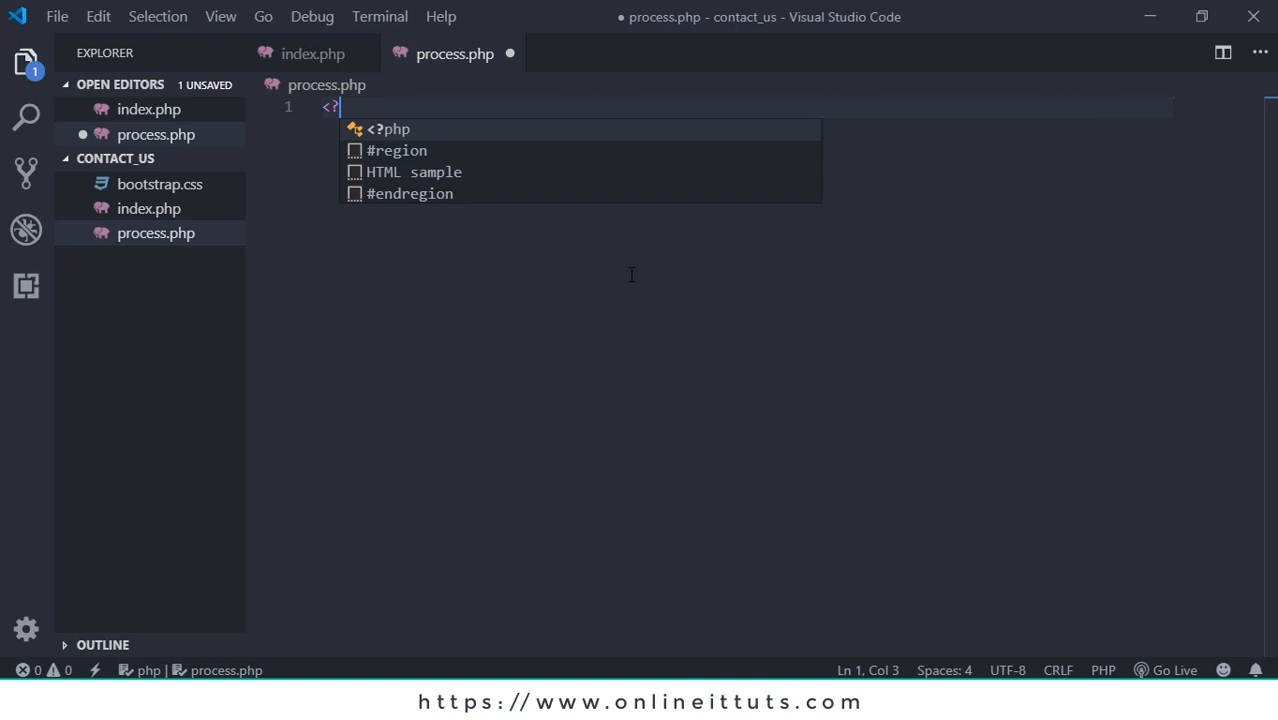 File Edit Selection View Go Debug Terminal Help
● process.php - contact_us - Visual Studio Code
EXPLORER
index.php
process.php
OPEN EDITORS 1 UNSAVED
index.php
process.php
CONTACT_US
bootstrap.css
index.php
process.php
OUTLINE
1
process.php
1 <?
<?php
#region
HTML sample
#endregion
0 0 php | process.php Ln 1, Col 3 Spaces: 4 UTF-8 CRLF PHP Go Live
https://www.onlineittuts.com